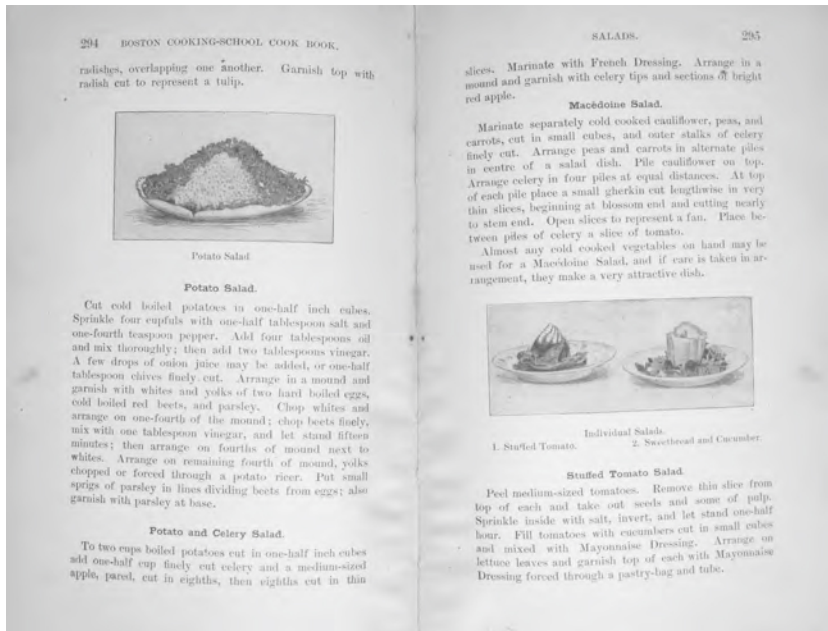 294 BOSTON COOKING-SCHOOL COOK BOOK.
radishes, overlapping one another. Garnish top with
radish cut to represent a tulip.
Potato Salad
Potato Salad.
Cut cold boiled potatoes in one-half inch cubes.
Sprinkle four cupfuls with one-half tablespoon salt and
one-fourth teaspoon pepper. Add four tablespoons oil
and mix thoroughly; then add two tablespoons vinegar.
A few drops of onion juice may be added, or one-half
tablespoon chives finely cut. Arrange in a mound and
garnish with whites and yolks of two hard boiled eggs,
cold boiled red beets, and parsley. Chop whites and
arrange on one-fourth of the mound; chop beets finely,
mix with one tablespoon vinegar, and let stand fifteen
minutes; then arrange on fourths of mound next to
whites. Arrange on remaining fourth of mound, yolks
chopped or forced through a potato ricer. Put small
sprigs of parsley in lines dividing beets from eggs; also
garnish with parsley at base.
Potato and Celery Salad.
To two cups boiled potatoes cut in one-half inch cubes
add one-half cup finely cut celery and a medium-sized
apple, pared, cut in eighths, then eighths cut in thin
SALADS. 295
slices. Marinate with French Dressing. Arrange in a
mound and garnish with celery tips and sections of bright
red apple.
Macédoine Salad.
Marinate separately cold cooked cauliflower, peas, and
carrots, cut in small cubes, and outer stalks of celery
finely cut. Arrange peas and carrots in alternate piles
in centre of a salad dish. Pile cauliflower on top.
Arrange celery in four piles at equal distances. At top
of each pile place a small gherkin cut lengthwise in very
thin slices, beginning at blossom end and cutting nearly
to stem end. Open slices to represent a fan. Place be-
tween piles of celery a slice of tomato.
Almost any cold cooked vegetables on hand may be
used for a Macédoine Salad, and if care is taken in ar-
rangement, they make a very attractive dish.
Individual Salads.
1. Stuffed Tomato. 2. Sweetbread and Cucumber.
Stuffed Tomato Salad
Peel medium-sized tomatoes. Remove thin slice from
top of each and take out seeds and some of pulp.
Sprinkle inside with salt, invert, and let stand one-half
hour. Fill tomatoes with cucumbers cut in small cubes
and mixed with Mayonnaise Dressing. Arrange on
lettuce leaves and garnish top of each with Mayonnaise
Dressing forced through a pastry-bag and tube.